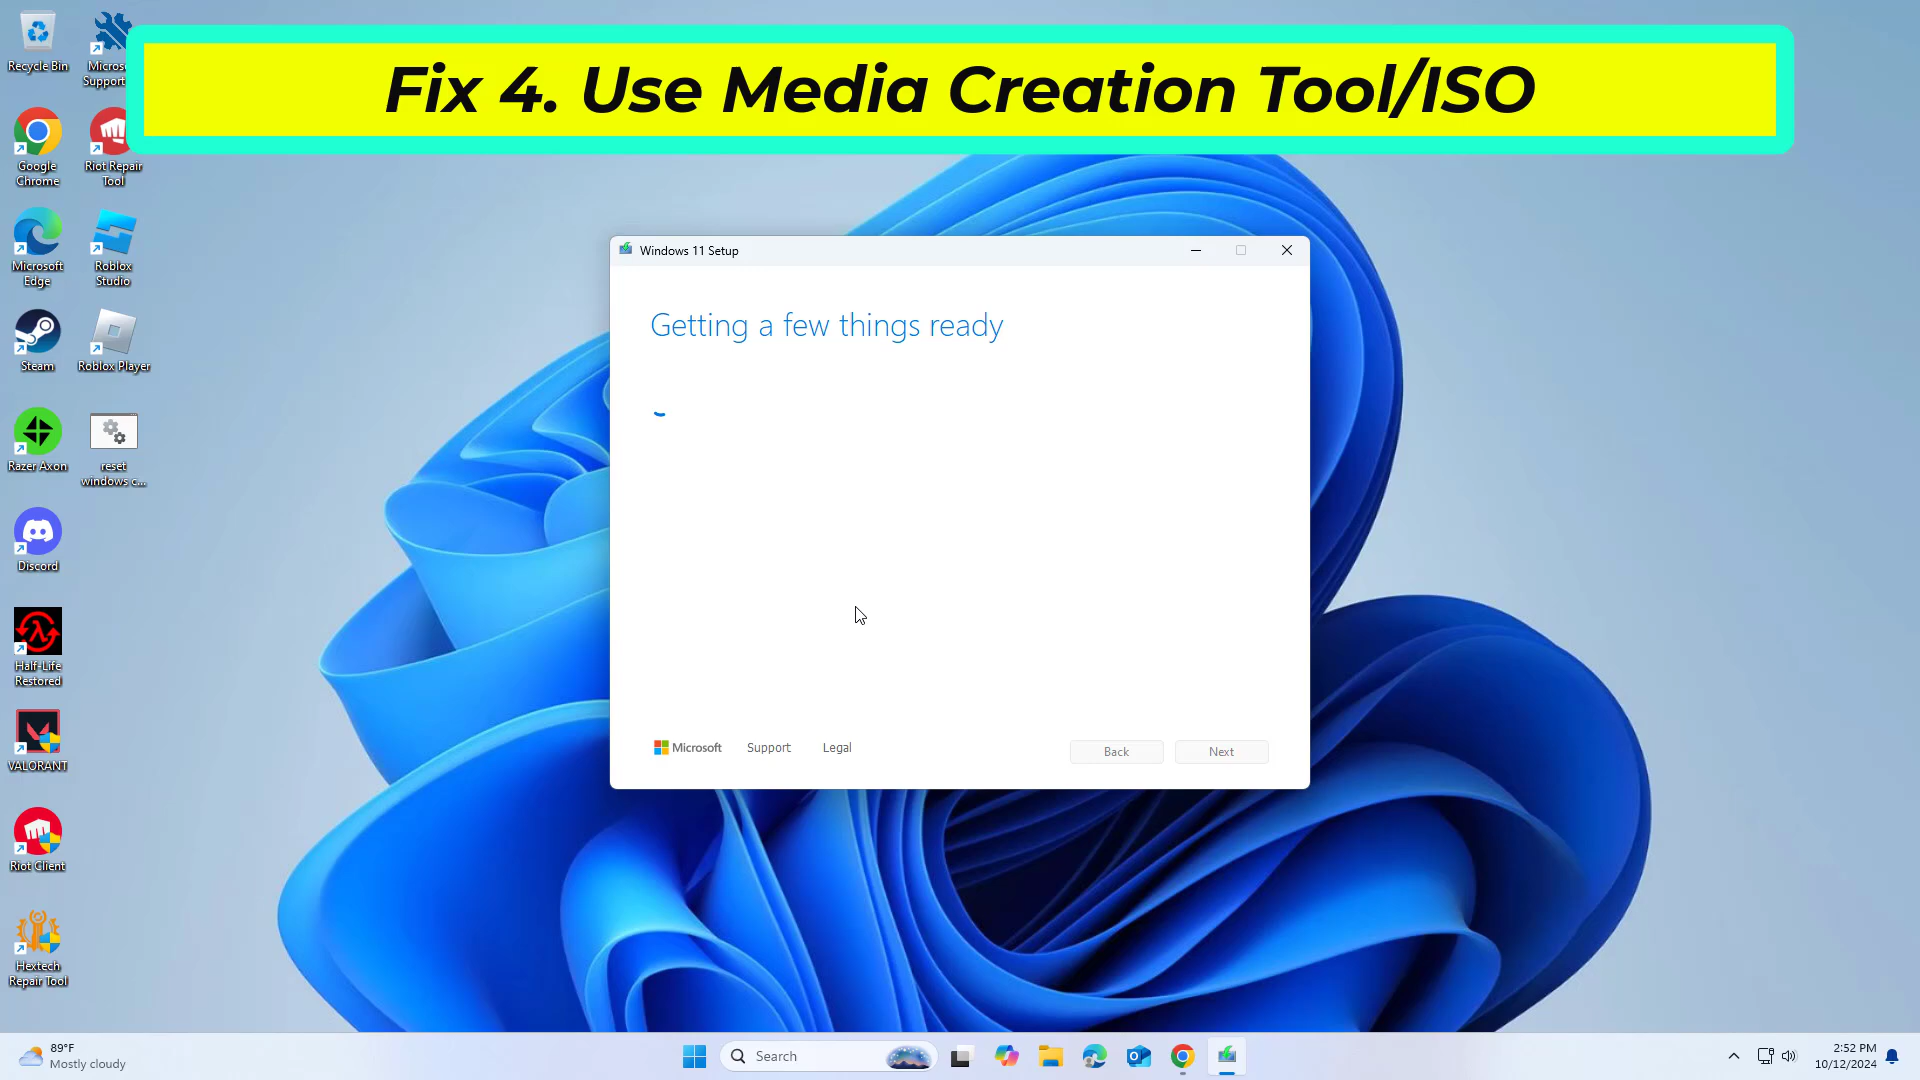 Fix 4. Use Media Creation Tool/ISO
Recycle Bin
Micros
Support
Google
Chrome
Riot Repair
Tool
Microsoft
Edge
Roblox
Studio
Steam
Roblox Player
Razer Axon
reset
windows c...
Discord
Half-Life
Restored
VALORANT
Riot Client
Hextech
Repair Tool
Windows 11 Setup
Getting a few things ready
Microsoft
Support
Legal
Back
Next
89°F
Mostly cloudy
Search
2:52 PM
10/12/2024